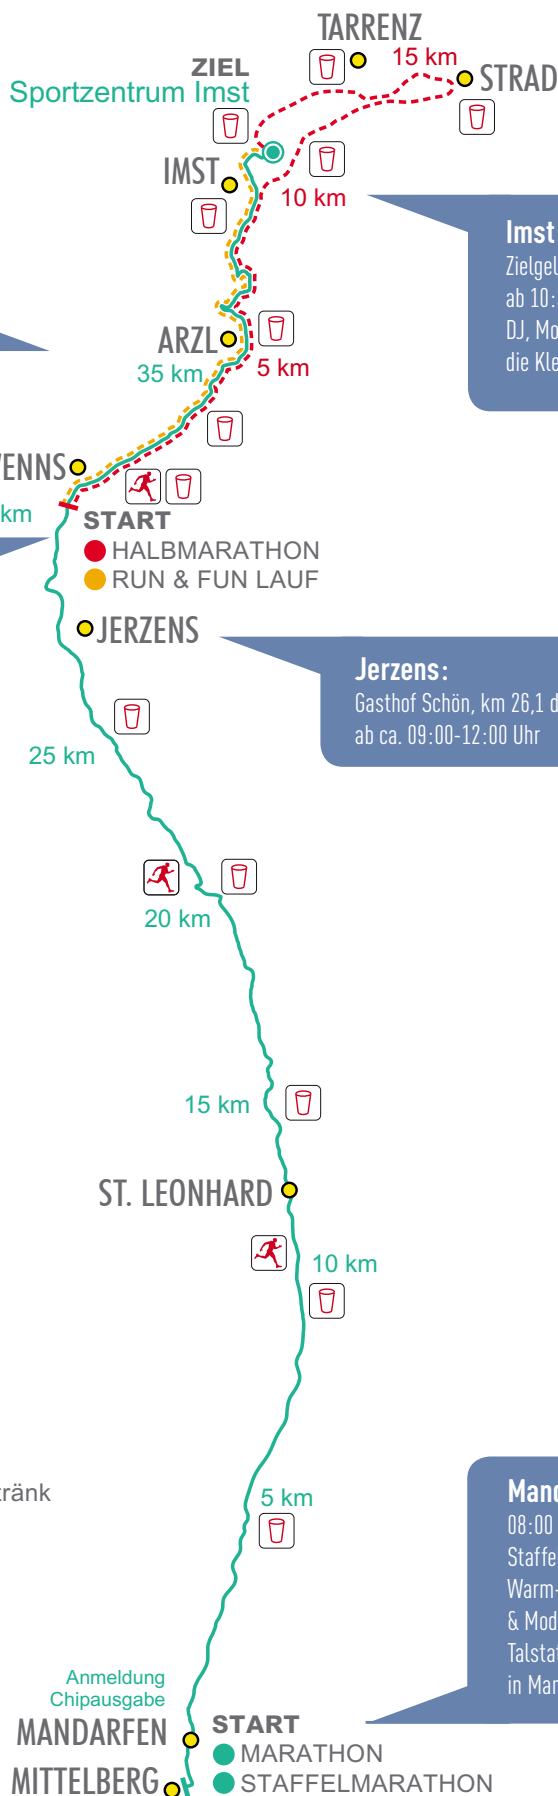 TARRENZ
15 km
ZIEL
STRAD
Sportzentrum Imst
IMST
10 km
Imst
Zielgel
ab 10:
DJ, Mo
die Kle
ARZL
35 km
5 km
ENNS
km
START
HALBMARATHON
RUN & FUN LAUF
JERZENS
Jerzens:
Gasthof Schön, km 26,1 d
ab ca. 09:00-12:00 Uhr
25 km
20 km
15 km
ST. LEONHARD
10 km
tränk
5 km
Mand
08:00
Staffe
Warm-
& Mod
Talstat
in Man
Anmeldung
Chipausgabe
MANDARFEN
START
MARATHON
MITTELBERG
STAFFELMARATHON